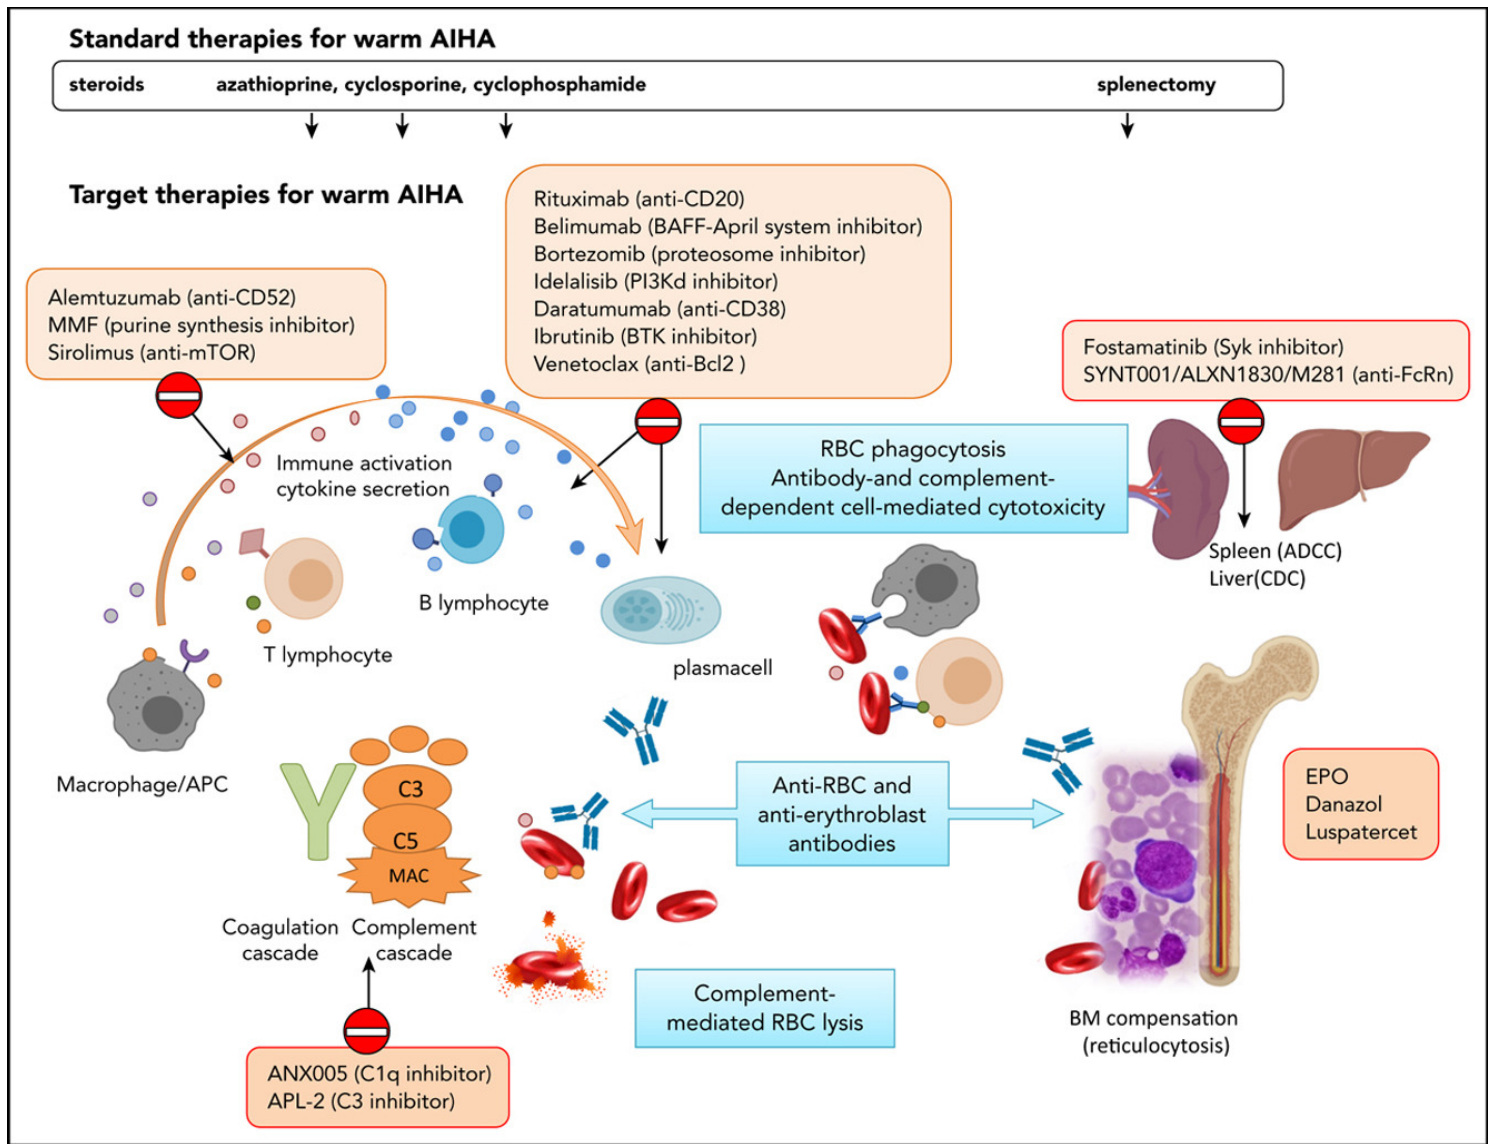 Standard therapies for warm AIHA
steroids azathioprine, cyclosporine, cyclophosphamide splenectomy
Target therapies for warm AIHA
Rituximab (anti-CD20)
Belimumab (BAFF-April system inhibitor)
Bortezomib (proteosome inhibitor)
Idelalisib (PI3Kd inhibitor)
Daratumumab (anti-CD38)
Ibrutinib (BTK inhibitor)
Venetoclax (anti-Bcl2 )
Alemtuzumab (anti-CD52)
MMF (purine synthesis inhibitor)
Sirolimus (anti-mTOR)
Fostamatinib (Syk inhibitor)
SYNT001/ALXN1830/M281 (anti-FcRn)
Immune activation
cytokine secretion
RBC phagocytosis
Antibody-and complement-
dependent cell-mediated cytotoxicity
Spleen (ADCC)
Liver(CDC)
B lymphocyte
T lymphocyte
plasmacell
Macrophage/APC
C3
C5
MAC
Coagulation
cascade
Complement
cascade
Anti-RBC and
anti-erythroblast
antibodies
EPO
Danazol
Luspatercet
Complement-
mediated RBC lysis
BM compensation
(reticulocytosis)
ANX005 (C1q inhibitor)
APL-2 (C3 inhibitor)